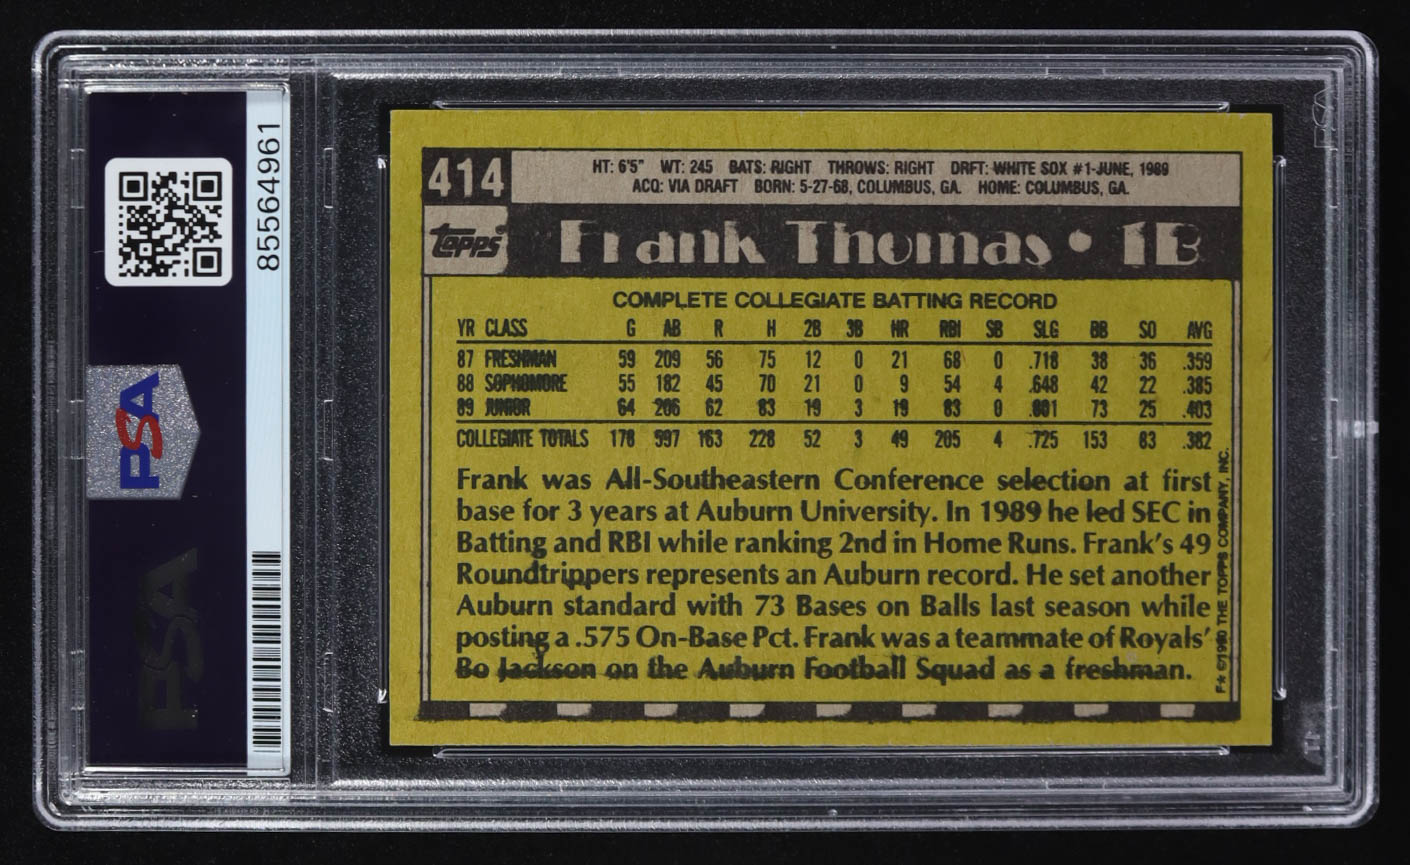 85564961
PSA
PSA
414
HT: 6'5" WT: 245 BATS: RIGHT THROWS: RIGHT DRFT: WHITE SOX #1-JUNE, 1989
ACQ: VIA DRAFT BORN: 5-27-68, COLUMBUS, GA. HOME: COLUMBUS, GA.
Topps
Frank Thomas • 1B
COMPLETE COLLEGIATE BATTING RECORD
YR CLASS G AB R H 2B 3B HR RBI SB SLG BB SO AVG
87 FRESHMAN 59 209 56 75 12 0 21 68 0 .718 38 36 .359
88 SOPHOMORE 55 182 45 70 21 0 9 54 4 .648 42 22 .385
89 JUNIOR 64 206 62 83 19 3 19 83 0 .801 73 25 .403
COLLEGIATE TOTALS 178 597 163 228 52 3 49 205 4 .725 153 83 .382
Frank was All-Southeastern Conference selection at first
base for 3 years at Auburn University. In 1989 he led SEC in
Batting and RBI while ranking 2nd in Home Runs. Frank's 49
Roundtrippers represents an Auburn record. He set another
Auburn standard with 73 Bases on Balls last season while
posting a .575 On-Base Pct. Frank was a teammate of Royals'
Bo Jackson on the Auburn Football Squad as a freshman.
F★ ©1990 THE TOPPS COMPANY, INC.